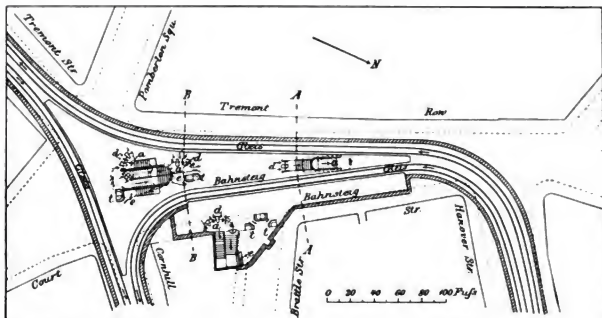 Tremont Str
Pemberton Squ.
N
B
A
Tremont Row
Gleis
a
d
d
a
t
Gleis
Bahnsteig
Gleis
Bahnsteig
Str.
Hanover Str.
Court
Cornhill
B
Brattle Str
A
0 20 40 60 80 100 Fuſs